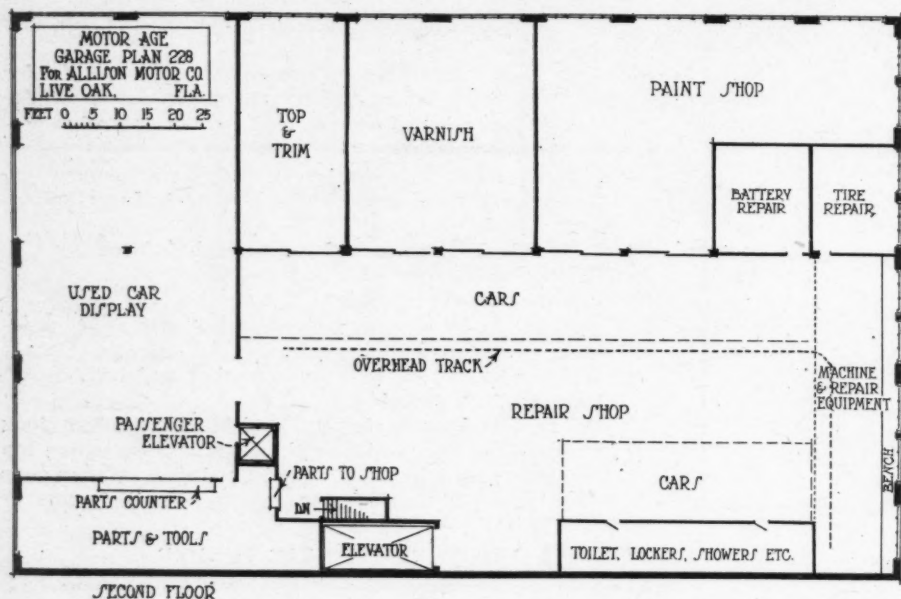 MOTOR AGE
GARAGE PLAN 228
FOR ALLISON MOTOR CO.
LIVE OAK, FLA.
FEET 0 5 10 15 20 25
TOP
&
TRIM
VARNISH
PAINT SHOP
BATTERY
REPAIR
TIRE
REPAIR
USED CAR
DISPLAY
CARS
OVERHEAD TRACK
MACHINE
& REPAIR
EQUIPMENT
REPAIR SHOP
PASSENGER
ELEVATOR
PARTS TO SHOP
CARS
BENCH
PARTS COUNTER
DN
PARTS & TOOLS
ELEVATOR
TOILET, LOCKERS, SHOWERS ETC.
SECOND FLOOR